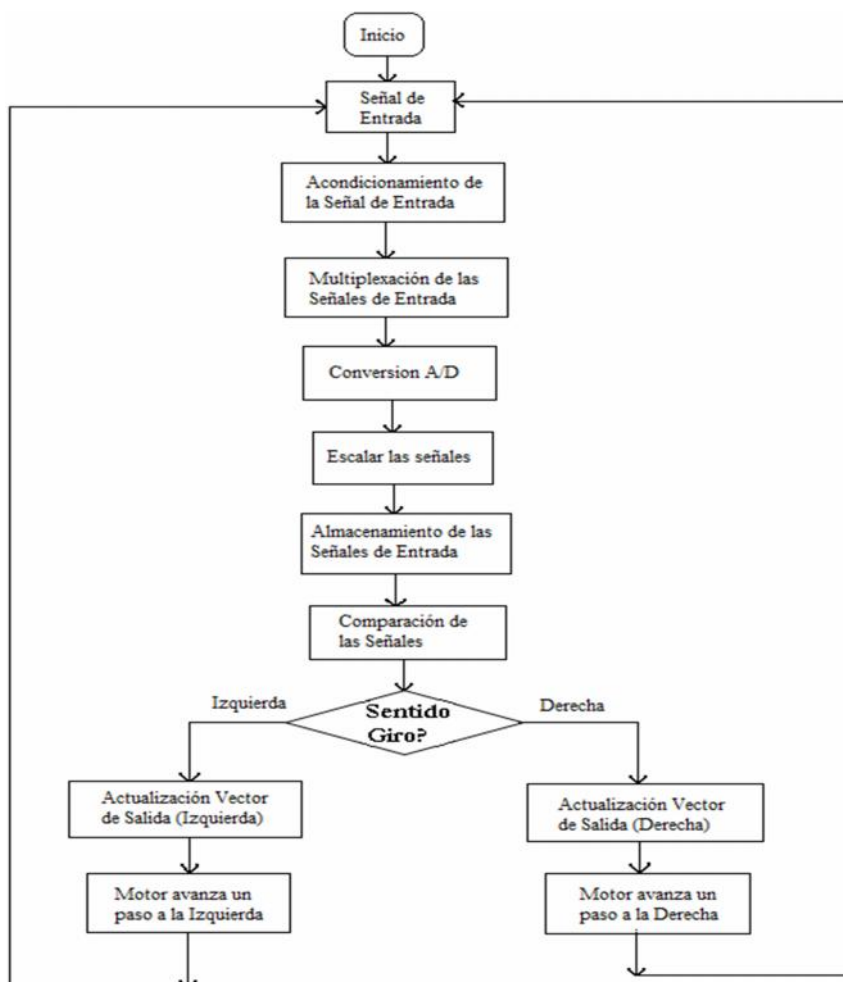 Inicio
Señal de
Entrada
Acondicionamiento de
la Señal de Entrada
Multiplexación de las
Señales de Entrada
Conversion A/D
Escalar las señales
Almacenamiento de las
Señales de Entrada
Comparación de
las Señales
Izquierda
Sentido
Giro?
Derecha
Actualización Vector
de Salida (Izquierda)
Actualización Vector
de Salida (Derecha)
Motor avanza un
paso a la Izquierda
Motor avanza un
paso a la Derecha